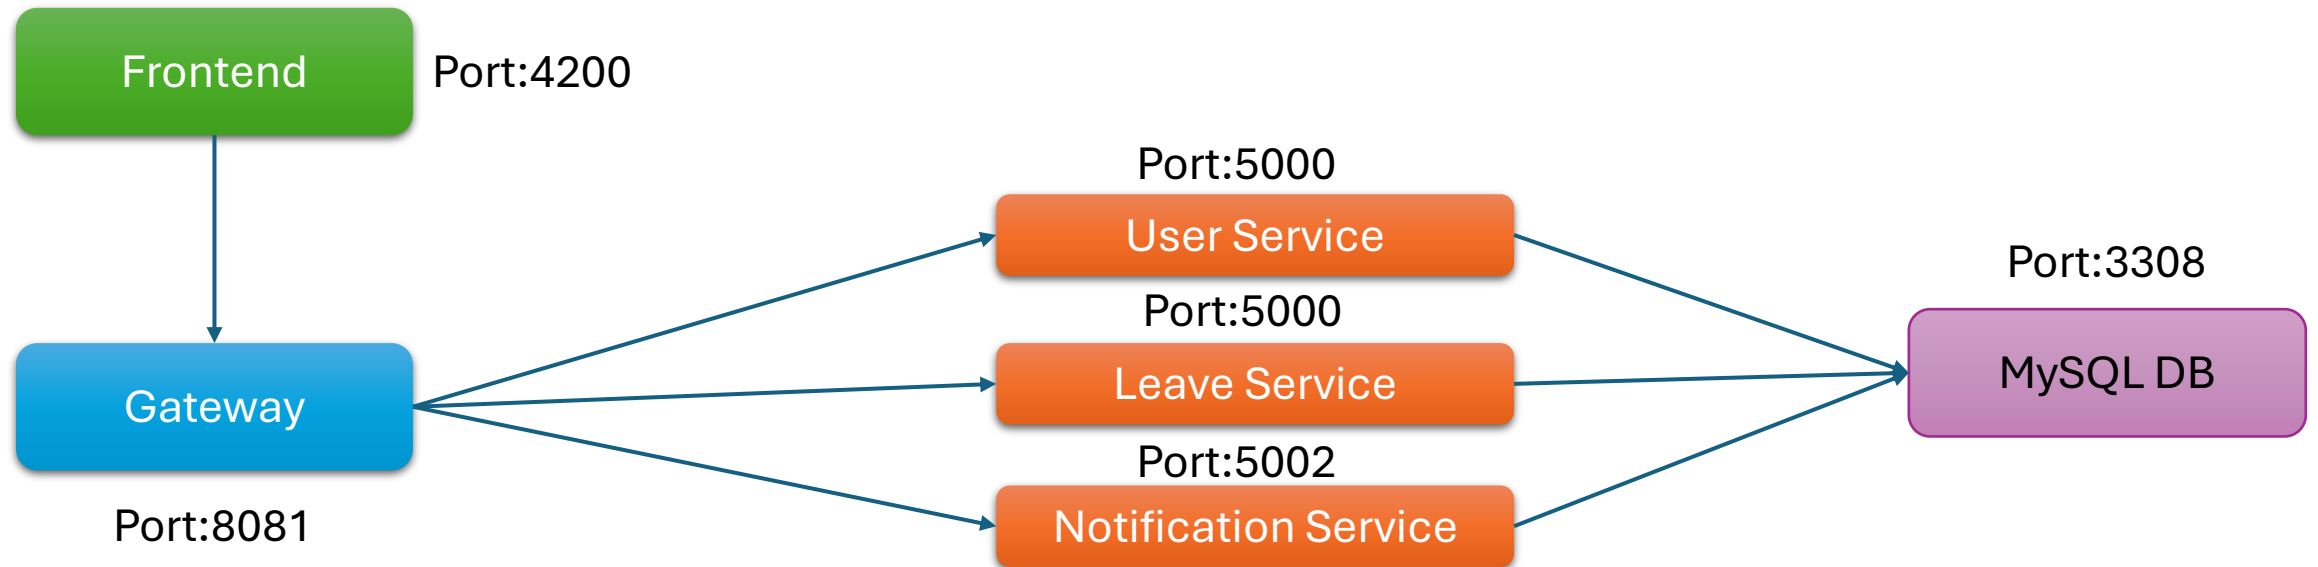 Frontend
Port:4200
Port:5000
User Service
Port:5000
Leave Service
Port:5002
Notification Service
Port:3308
MySQL DB
Gateway
Port:8081